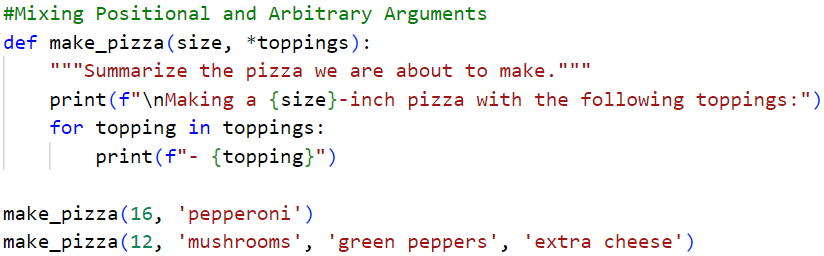 #Mixing Positional and Arbitrary Arguments
def make_pizza(size, *toppings):
    """Summarize the pizza we are about to make."""
    print(f"\nMaking a {size}-inch pizza with the following toppings:")
    for topping in toppings:
        print(f"- {topping}")

make_pizza(16, 'pepperoni')
make_pizza(12, 'mushrooms', 'green peppers', 'extra cheese')